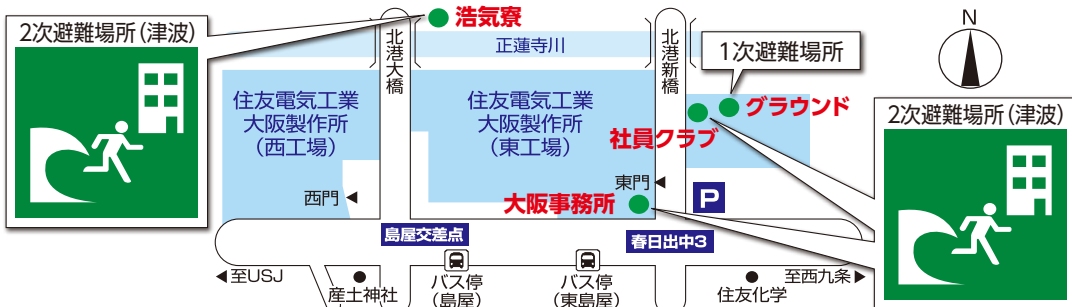 2次避難場所（津波）
浩気寮
北港大橋
正蓮寺川
北港新橋
1次避難場所
N
住友電気工業
大阪製作所
（西工場）
住友電気工業
大阪製作所
（東工場）
グラウンド
社員クラブ
2次避難場所（津波）
西門◀
東門◀
大阪事務所
P
島屋交差点
春日出中3
◀至USJ
産土神社
バス停
（島屋）
バス停
（東島屋）
住友化学
至西九条▶